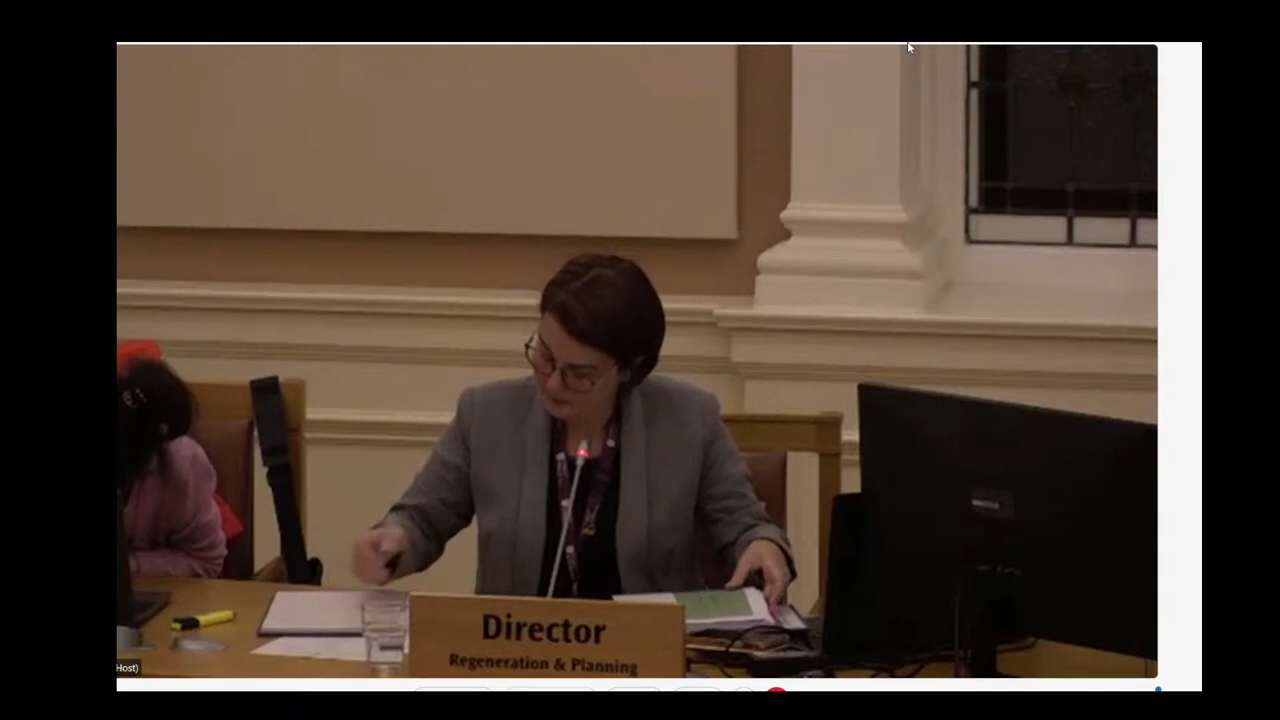 Director
Regeneration & Planning
Host)